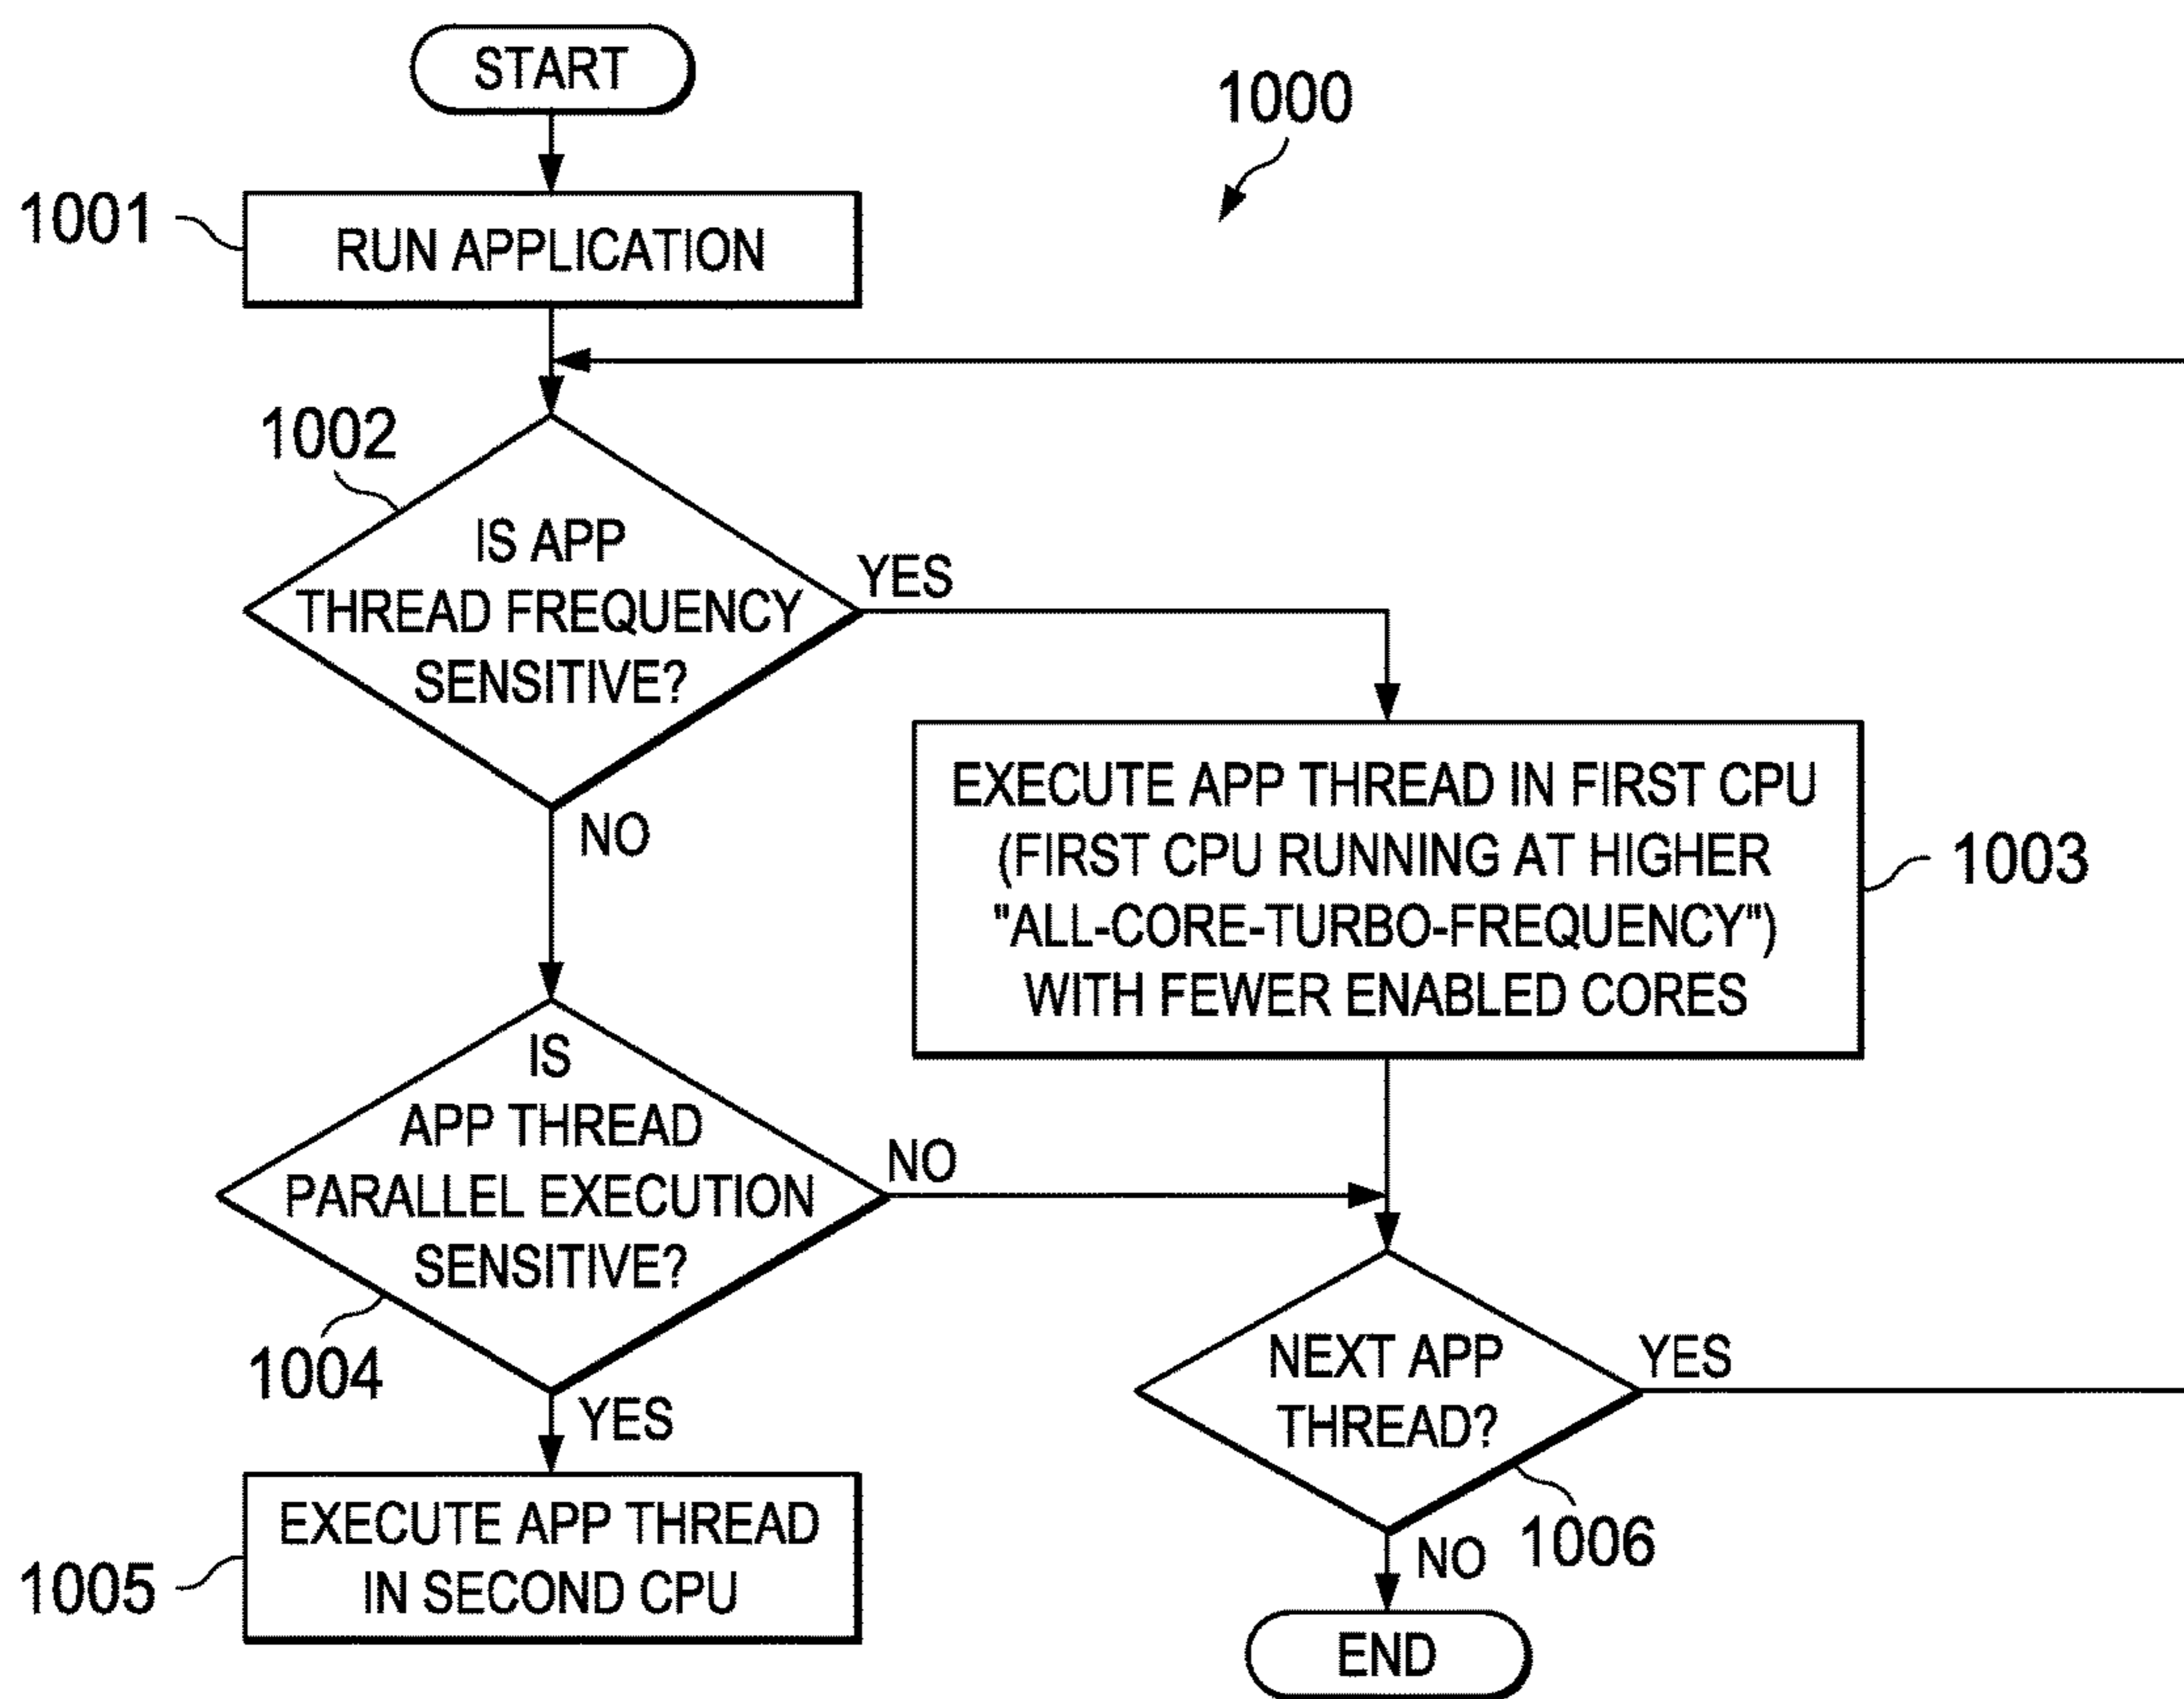 START
1000
1001
RUN APPLICATION
1002
IS APP
THREAD FREQUENCY
SENSITIVE?
YES
NO
EXECUTE APP THREAD IN FIRST CPU
(FIRST CPU RUNNING AT HIGHER
"ALL-CORE-TURBO-FREQUENCY")
WITH FEWER ENABLED CORES
1003
IS
APP THREAD
PARALLEL EXECUTION
SENSITIVE?
NO
1004
YES
NEXT APP
THREAD?
YES
1006
NO
EXECUTE APP THREAD
IN SECOND CPU
1005
END